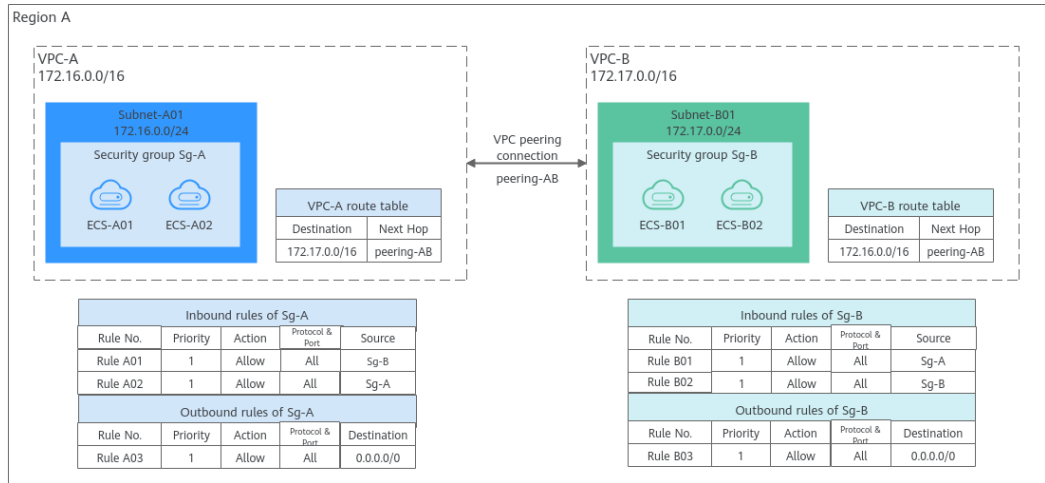 Region A
VPC-A
172.16.0.0/16
Subnet-A01
172.16.0.0/24
Security group Sg-A
ECS-A01 ECS-A02
VPC-A route table
Destination Next Hop
172.17.0.0/16 peering-AB
VPC peering
connection
peering-AB
VPC-B
172.17.0.0/16
Subnet-B01
172.17.0.0/24
Security group Sg-B
ECS-B01 ECS-B02
VPC-B route table
Destination Next Hop
172.16.0.0/16 peering-AB
Inbound rules of Sg-A
Rule No. Priority Action Protocol & Port Source
Rule A01 1 Allow All Sg-B
Rule A02 1 Allow All Sg-A
Outbound rules of Sg-A
Rule No. Priority Action Protocol & Port Destination
Rule A03 1 Allow All 0.0.0.0/0
Inbound rules of Sg-B
Rule No. Priority Action Protocol & Port Source
Rule B01 1 Allow All Sg-A
Rule B02 1 Allow All Sg-B
Outbound rules of Sg-B
Rule No. Priority Action Protocol & Port Destination
Rule B03 1 Allow All 0.0.0.0/0